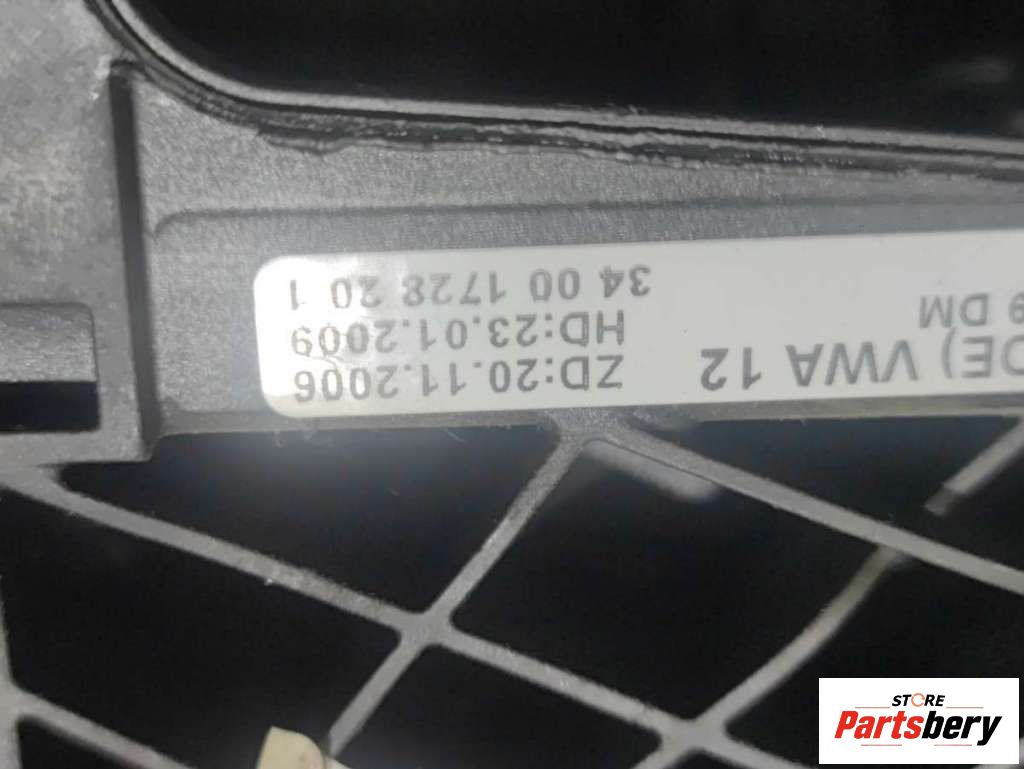 DE) VWA 12
9 DM
ZD:20.11.2006
HD:23.01.2009
34 00 1728 20 1
STORE
Partsbery